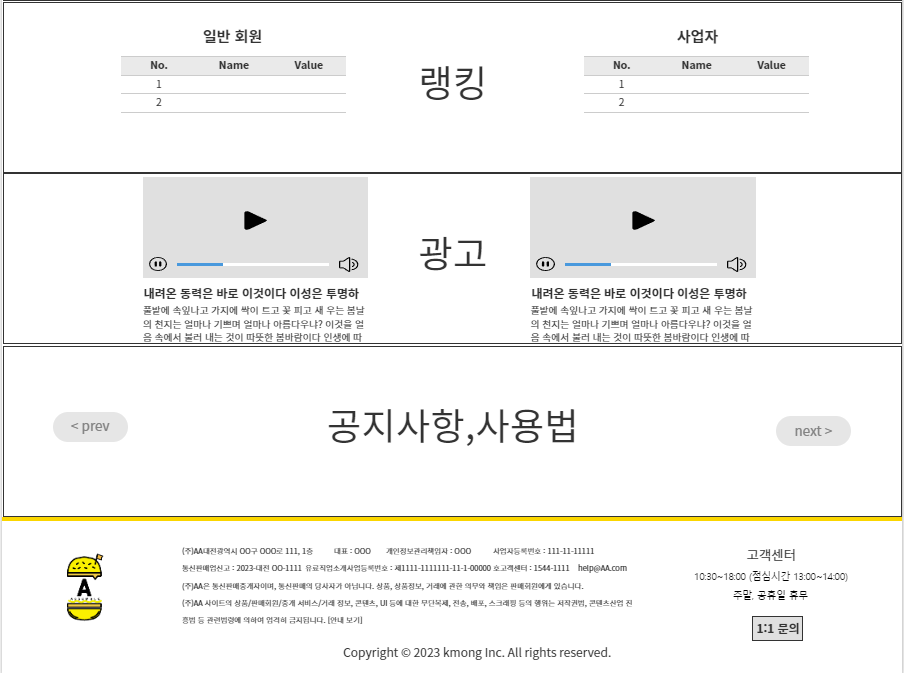 일반 회원
No. Name Value
1
2
랭킹
사업자
No. Name Value
1
2
내려온 동력은 바로 이것이다 이성은 투명하
풀밭에 속잎나고 가지에 싹이 트고 꽃 피고 새 우는 봄날
의 천지는 얼마나 기쁘며 얼마나 아름다우냐? 이것을 얼
음 속에서 불러 내는 것이 따뜻한 봄바람이다 인생에 따
광고
내려온 동력은 바로 이것이다 이성은 투명하
풀밭에 속잎나고 가지에 싹이 트고 꽃 피고 새 우는 봄날
의 천지는 얼마나 기쁘며 얼마나 아름다우냐? 이것을 얼
음 속에서 불러 내는 것이 따뜻한 봄바람이다 인생에 따
< prev
공지사항,사용법
next >
A
(주)AA대전광역시 OO구 OOO로 111, 1층 대표 : OOO 개인정보관리책임자 : OOO 사업자등록번호 : 111-11-11111
통신판매업신고 : 2023-대전 OO-1111 유료직업소개사업등록번호 : 제1111-1111111-11-1-00000 호고객센터 : 1544-1111 help@AA.com
(주)AA은 통신판매중개자이며, 통신판매의 당사자가 아닙니다. 상품, 상품정보, 거래에 관한 의무와 책임은 판매회원에게 있습니다.
(주)AA 사이트의 상품/판매회원/중개 서비스/거래 정보, 콘텐츠, UI 등에 대한 무단복제, 전송, 배포, 스크래핑 등의 행위는 저작권법, 콘텐츠산업 진
흥법 등 관련법령에 의하여 엄격히 금지됩니다. [안내 보기]
고객센터
10:30~18:00 (점심시간 13:00~14:00)
주말, 공휴일 휴무
1:1 문의
Copyright © 2023 kmong Inc. All rights reserved.